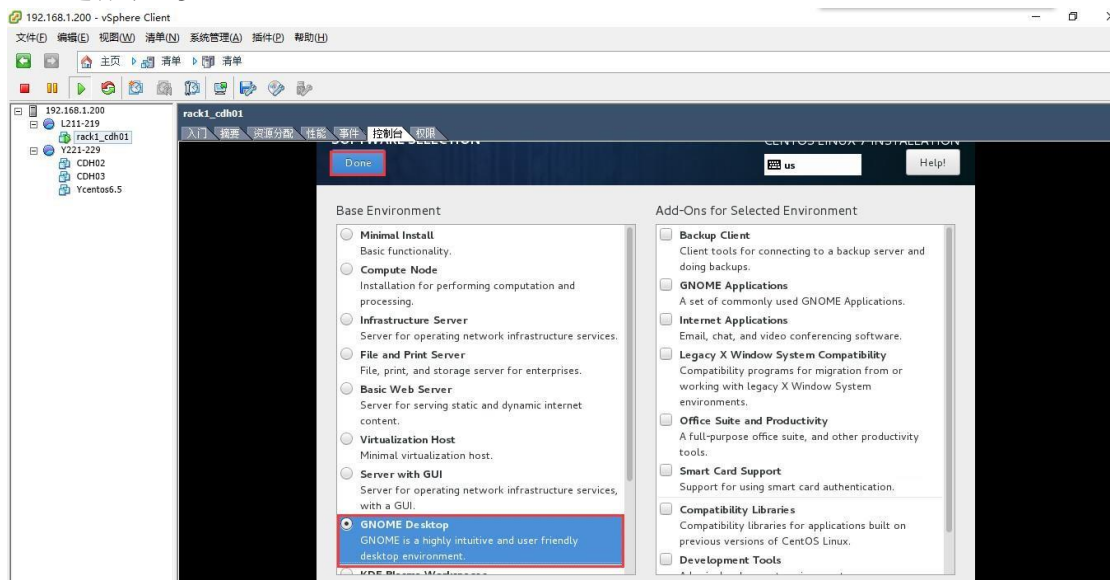 192.168.1.200 - vSphere Client
文件(F) 编辑(E) 视图(W) 清单(N) 系统管理(A) 插件(P) 帮助(H)
主页 清单 清单
192.168.1.200
L211-219
rack1_cdh01
Y221-229
CDH02
CDH03
Ycentos6.5
rack1_cdh01
入门 摘要 资源分配 性能 事件 控制台 权限
SOFTWARE SELECTION
CENTOS LINUX 7 INSTALLATION
Done
us
Help!
Base Environment
Minimal Install
Basic functionality.
Compute Node
Installation for performing computation and
processing.
Infrastructure Server
Server for operating network infrastructure services.
File and Print Server
File, print, and storage server for enterprises.
Basic Web Server
Server for serving static and dynamic internet
content.
Virtualization Host
Minimal virtualization host.
Server with GUI
Server for operating network infrastructure services,
with a GUI.
GNOME Desktop
GNOME is a highly intuitive and user friendly
desktop environment.
KDE Plasma Workspaces
Add-Ons for Selected Environment
Backup Client
Client tools for connecting to a backup server and
doing backups.
GNOME Applications
A set of commonly used GNOME Applications.
Internet Applications
Email, chat, and video conferencing software.
Legacy X Window System Compatibility
Compatibility programs for migration from or
working with legacy X Window System
environments.
Office Suite and Productivity
A full-purpose office suite, and other productivity
tools.
Smart Card Support
Support for using smart card authentication.
Compatibility Libraries
Compatibility libraries for applications built on
previous versions of CentOS Linux.
Development Tools